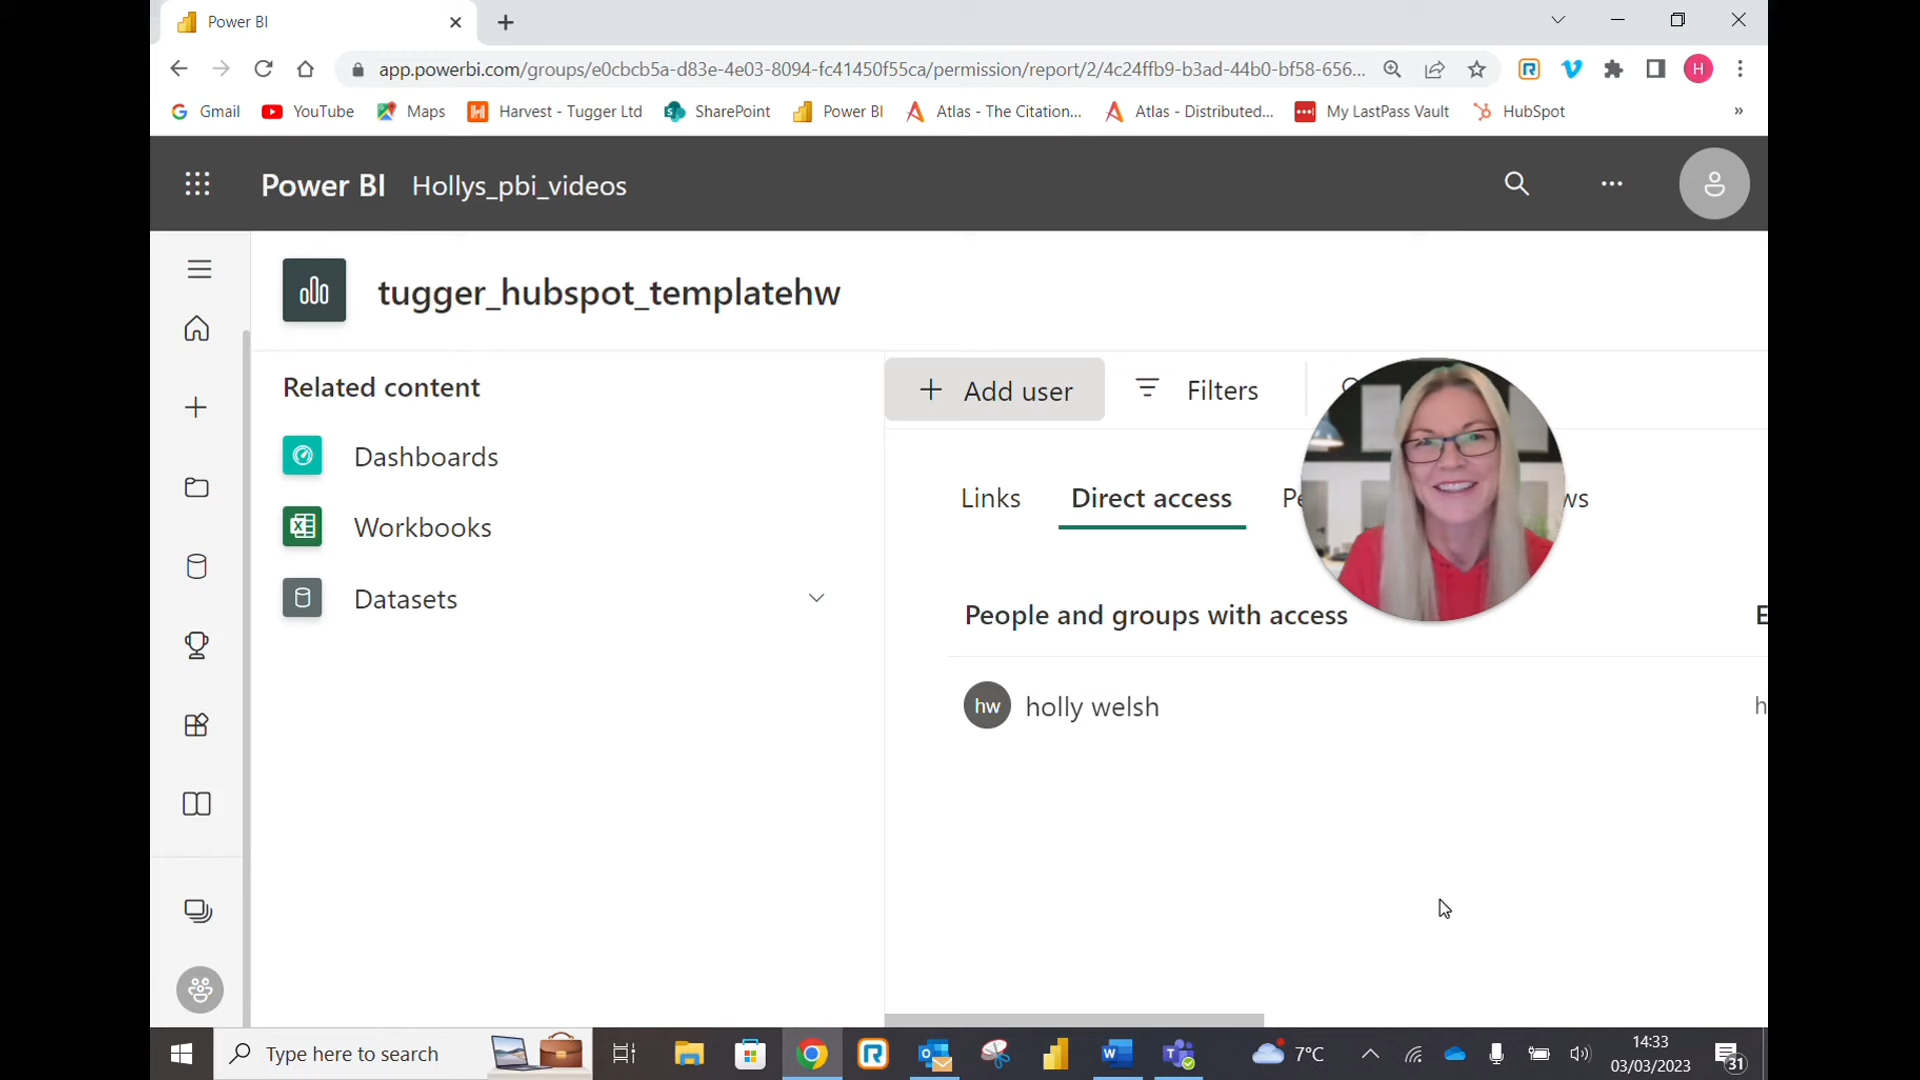 Power BI
app.powerbi.com/groups/e0cbcb5a-d83e-4e03-8094-fc41450f55ca/permission/report/2/4c24ffb9-b3ad-44b0-bf58-656...
H
Gmail YouTube Maps Harvest - Tugger Ltd SharePoint Power BI Atlas - The Citation... Atlas - Distributed... My LastPass Vault HubSpot »
Power BI Hollys_pbi_videos
tugger_hubspot_templatehw
Related content
Dashboards
Workbooks
Datasets
Add user Filters
Links Direct access
People and groups with access
hw holly welsh
Type here to search
7°C
14:33
03/03/2023
31